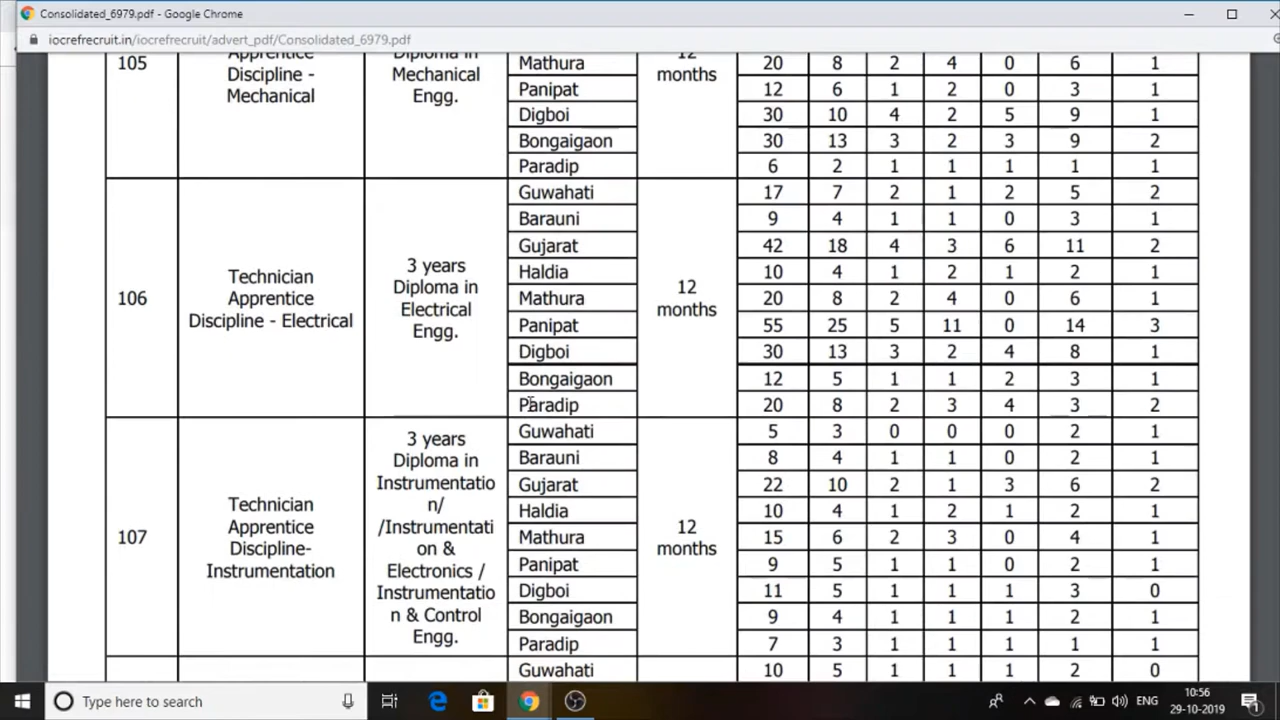 Consolidated_6979.pdf - Google Chrome
iocrefrecruit.in/iocrefrecruit/advert_pdf/Consolidated_6979.pdf
105 Apprentice Discipline - Mechanical Diploma in Mechanical Engg. 12 months
Mathura 20 8 2 4 0 6 1
Panipat 12 6 1 2 0 3 1
Digboi 30 10 4 2 5 9 1
Bongaigaon 30 13 3 2 3 9 2
Paradip 6 2 1 1 1 1 1
106 Technician Apprentice Discipline - Electrical 3 years Diploma in Electrical Engg. 12 months
Guwahati 17 7 2 1 2 5 2
Barauni 9 4 1 1 0 3 1
Gujarat 42 18 4 3 6 11 2
Haldia 10 4 1 2 1 2 1
Mathura 20 8 2 4 0 6 1
Panipat 55 25 5 11 0 14 3
Digboi 30 13 3 2 4 8 1
Bongaigaon 12 5 1 1 2 3 1
Paradip 20 8 2 3 4 3 2
107 Technician Apprentice Discipline- Instrumentation 3 years Diploma in Instrumentatio n/ /Instrumentati on & Electronics / Instrumentatio n & Control Engg. 12 months
Guwahati 5 3 0 0 0 2 1
Barauni 8 4 1 1 0 2 1
Gujarat 22 10 2 1 3 6 2
Haldia 10 4 1 2 1 2 1
Mathura 15 6 2 3 0 4 1
Panipat 9 5 1 1 0 2 1
Digboi 11 5 1 1 1 3 0
Bongaigaon 9 4 1 1 1 2 1
Paradip 7 3 1 1 1 1 1
Guwahati 10 5 1 1 1 2 0
Type here to search
ENG
10:56
29-10-2019
1